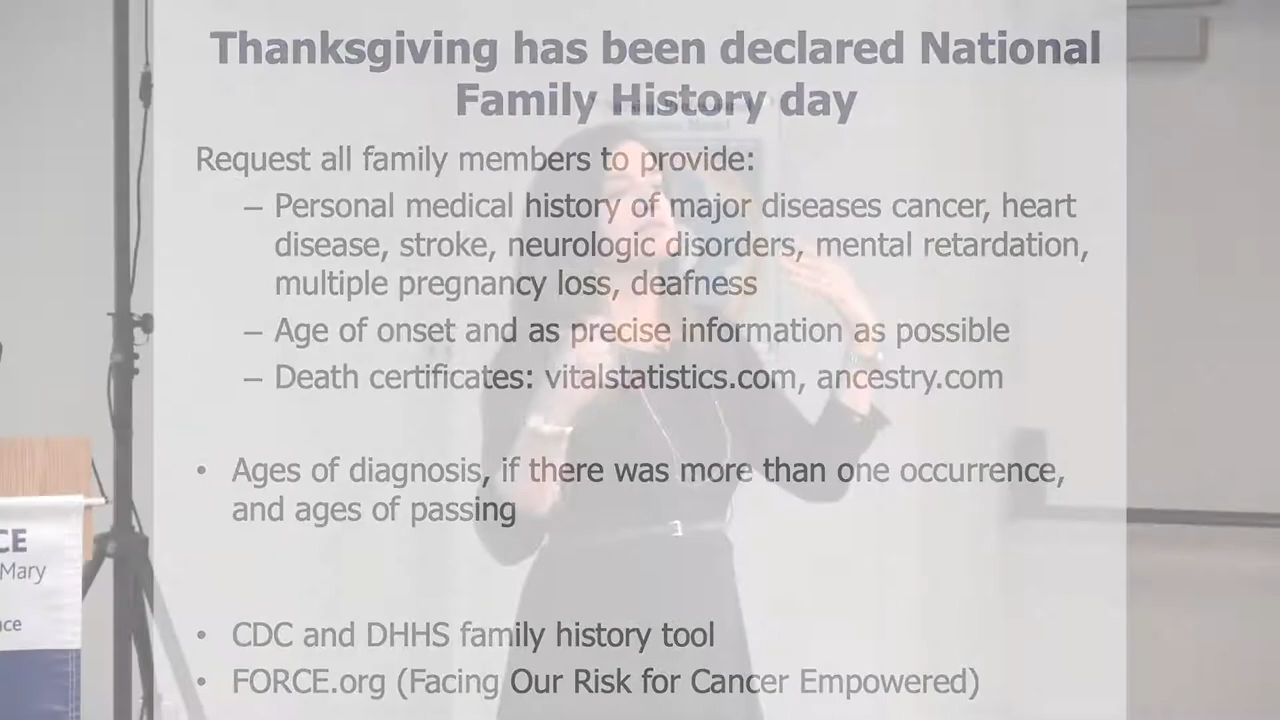 Thanksgiving has been declared National
Family History day
Request all family members to provide:
– Personal medical history of major diseases cancer, heart
disease, stroke, neurologic disorders, mental retardation,
multiple pregnancy loss, deafness
– Age of onset and as precise information as possible
– Death certificates: vitalstatistics.com, ancestry.com
• Ages of diagnosis, if there was more than one occurrence,
and ages of passing
• CDC and DHHS family history tool
• FORCE.org (Facing Our Risk for Cancer Empowered)
CE
Mary
nce